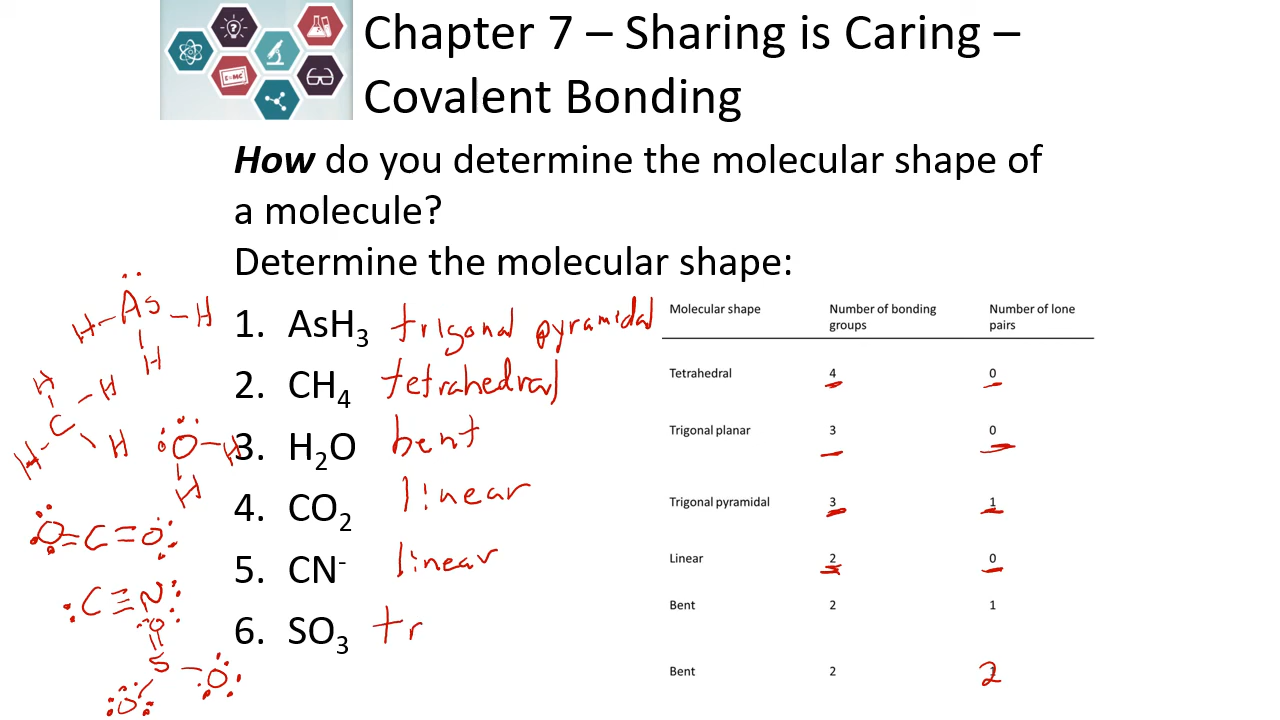 Chapter 7 – Sharing is Caring –
Covalent Bonding
How do you determine the molecular shape of
a molecule?
Determine the molecular shape:
1. AsH3 trigonal pyramidal
2. CH4 tetrahedral
3. H2O bent
4. CO2 linear
5. CN- linear
6. SO3 tr
Molecular shape Number of bonding groups Number of lone pairs
Tetrahedral 4 0
Trigonal planar 3 0
Trigonal pyramidal 3 1
Linear 2 0
Bent 2 1
Bent 2 2
H–As–H
H
H
H–C–H
H
O–H
H
O=C=O
C≡N
O
S–O
O
E=MC²